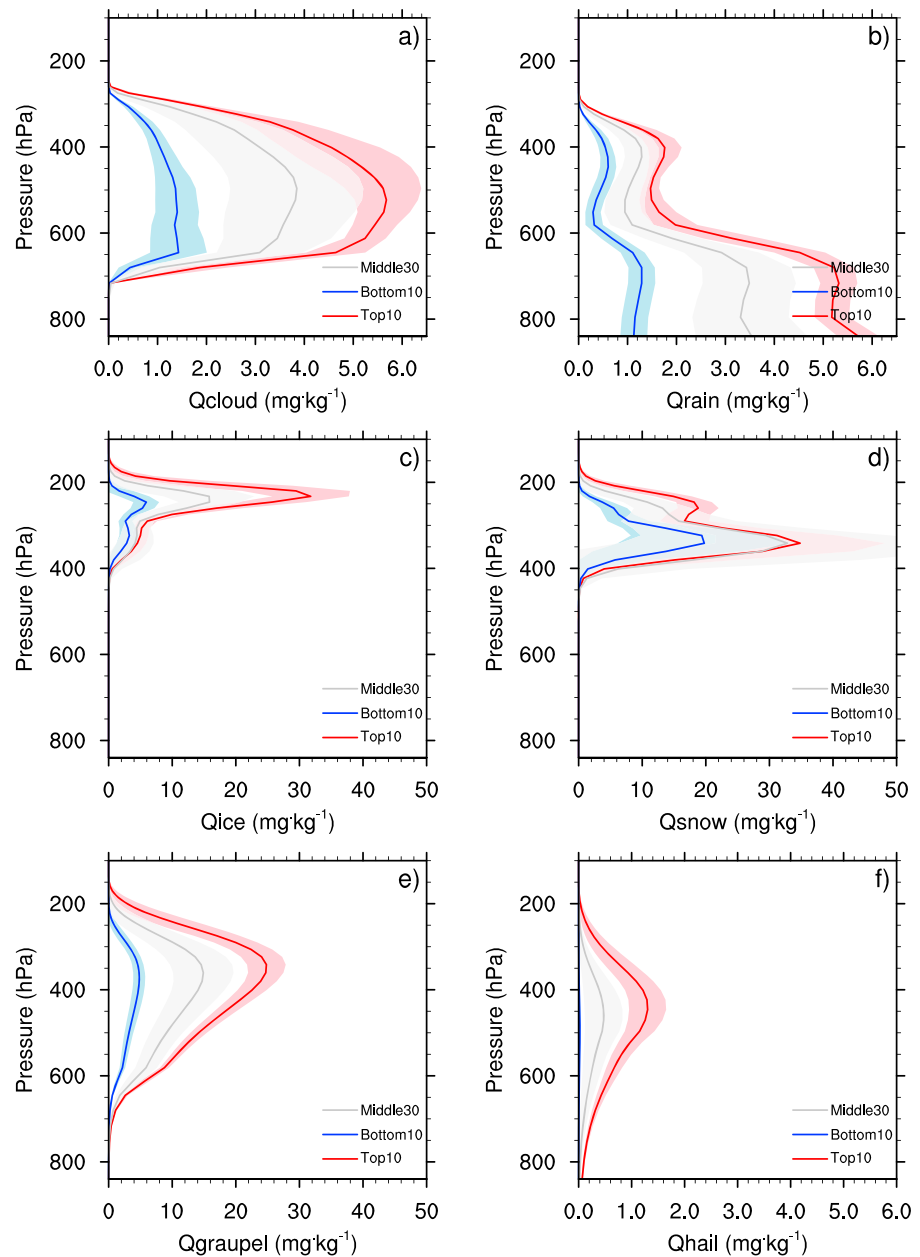 a)
200
400
600
800
Pressure (hPa)
Middle30
Bottom10
Top10
0.0 1.0 2.0 3.0 4.0 5.0 6.0
Qcloud (mg·kg⁻¹)
b)
200
400
600
800
Pressure (hPa)
Middle30
Bottom10
Top10
0.0 1.0 2.0 3.0 4.0 5.0 6.0
Qrain (mg·kg⁻¹)
c)
200
400
600
800
Pressure (hPa)
Middle30
Bottom10
Top10
0 10 20 30 40 50
Qice (mg·kg⁻¹)
d)
200
400
600
800
Pressure (hPa)
Middle30
Bottom10
Top10
0 10 20 30 40 50
Qsnow (mg·kg⁻¹)
e)
200
400
600
800
Pressure (hPa)
Middle30
Bottom10
Top10
0 10 20 30 40 50
Qgraupel (mg·kg⁻¹)
f)
200
400
600
800
Pressure (hPa)
Middle30
Bottom10
Top10
0.0 1.0 2.0 3.0 4.0 5.0 6.0
Qhail (mg·kg⁻¹)